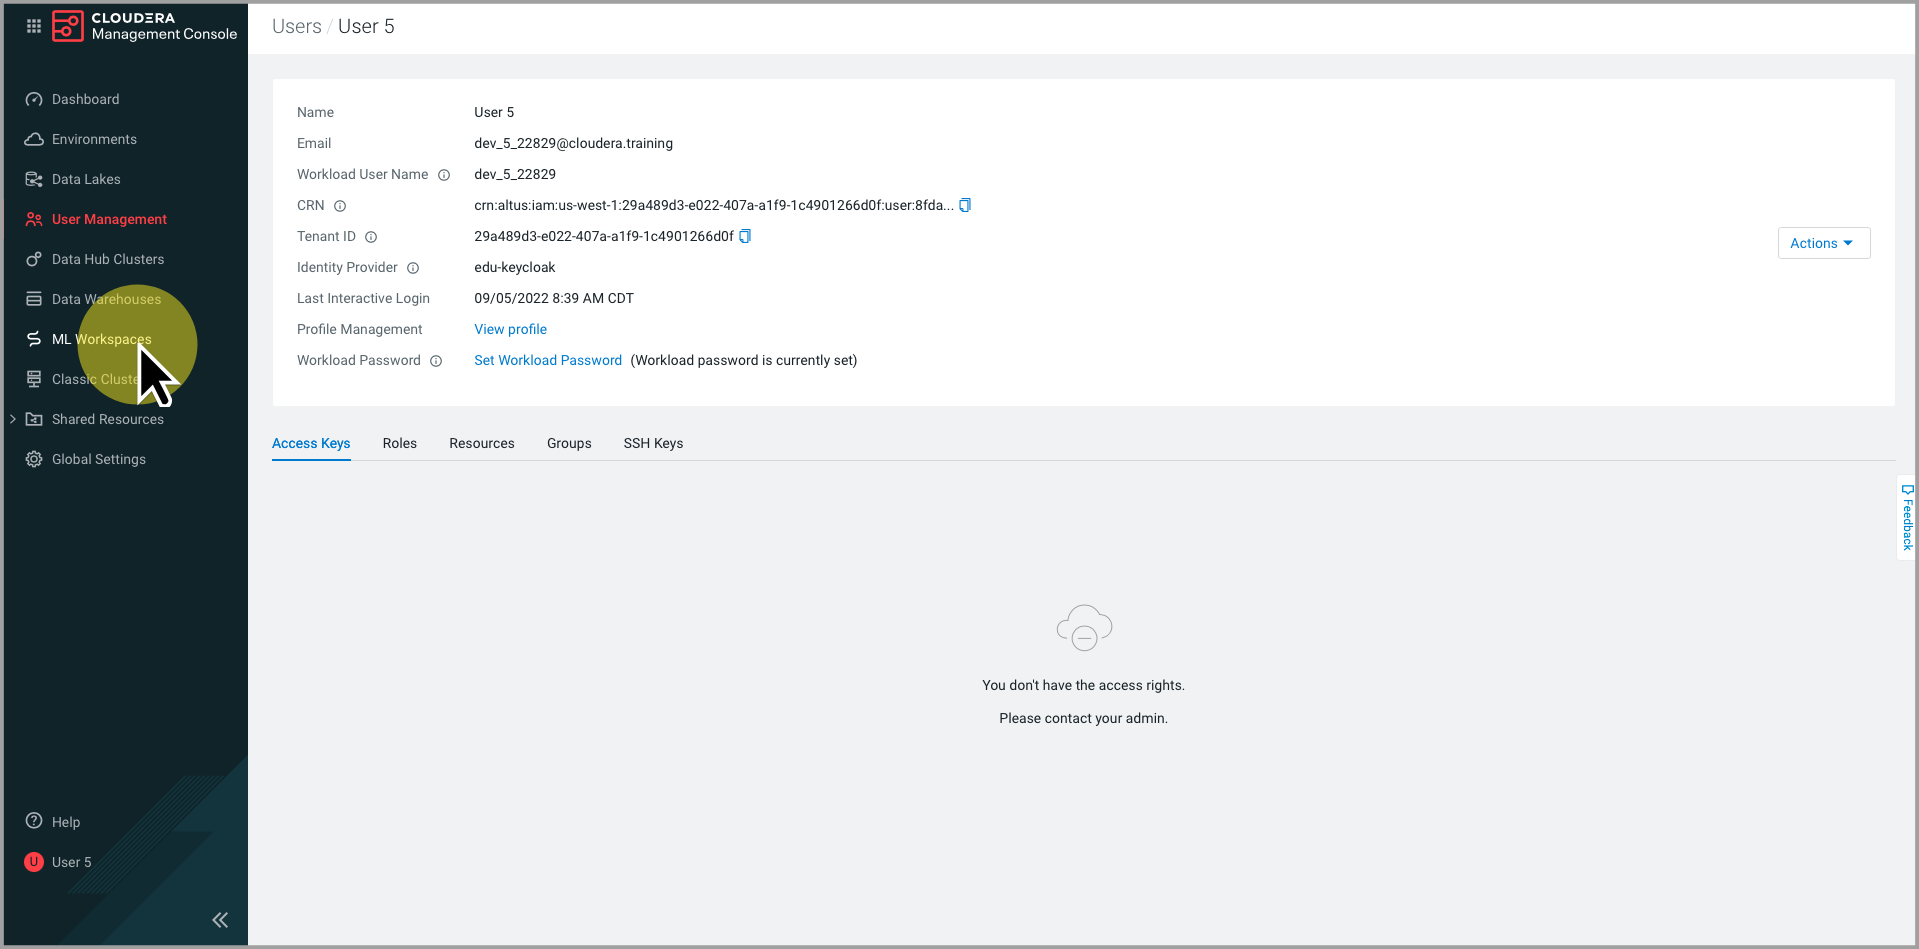 CLOUDERA
Management Console
Users / User 5
Dashboard
Environments
Data Lakes
User Management
Data Hub Clusters
Data Warehouses
ML Workspaces
Classic Cluste
Shared Resources
Global Settings
Help
U User 5
Name User 5
Email dev_5_22829@cloudera.training
Workload User Name dev_5_22829
CRN crn:altus:iam:us-west-1:29a489d3-e022-407a-a1f9-1c4901266d0f:user:8fda...
Tenant ID 29a489d3-e022-407a-a1f9-1c4901266d0f
Identity Provider edu-keycloak
Last Interactive Login 09/05/2022 8:39 AM CDT
Profile Management View profile
Workload Password Set Workload Password (Workload password is currently set)
Actions
Access Keys Roles Resources Groups SSH Keys
You don't have the access rights.
Please contact your admin.
Feedback